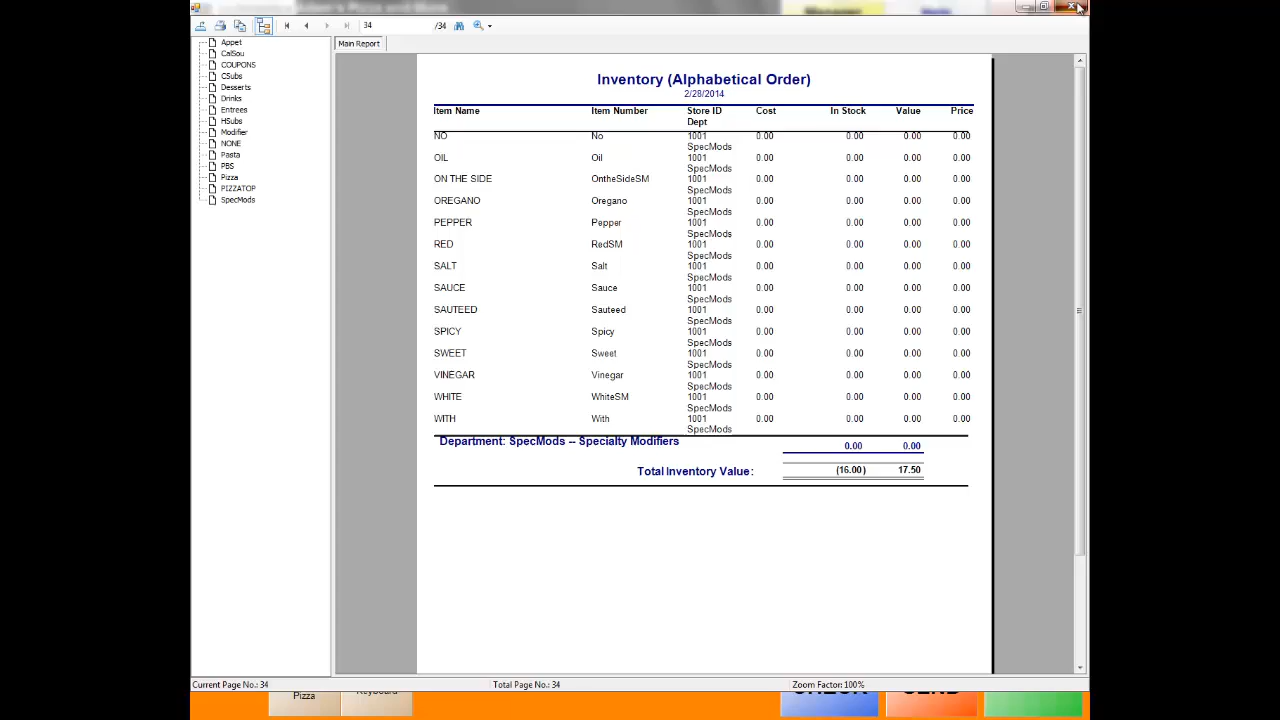 34 /34
Main Report
Appet
CalSou
COUPONS
CSubs
Desserts
Drinks
Entrees
HSubs
Modifier
NONE
Pasta
PBS
Pizza
PIZZATOP
SpecMods
Inventory (Alphabetical Order)
2/28/2014
Item Name Item Number Store ID Cost In Stock Value Price
Dept
NO No 1001 0.00 0.00 0.00 0.00
SpecMods
OIL Oil 1001 0.00 0.00 0.00 0.00
SpecMods
ON THE SIDE OntheSideSM 1001 0.00 0.00 0.00 0.00
SpecMods
OREGANO Oregano 1001 0.00 0.00 0.00 0.00
SpecMods
PEPPER Pepper 1001 0.00 0.00 0.00 0.00
SpecMods
RED RedSM 1001 0.00 0.00 0.00 0.00
SpecMods
SALT Salt 1001 0.00 0.00 0.00 0.00
SpecMods
SAUCE Sauce 1001 0.00 0.00 0.00 0.00
SpecMods
SAUTEED Sauteed 1001 0.00 0.00 0.00 0.00
SpecMods
SPICY Spicy 1001 0.00 0.00 0.00 0.00
SpecMods
SWEET Sweet 1001 0.00 0.00 0.00 0.00
SpecMods
VINEGAR Vinegar 1001 0.00 0.00 0.00 0.00
SpecMods
WHITE WhiteSM 1001 0.00 0.00 0.00 0.00
SpecMods
WITH With 1001 0.00 0.00 0.00 0.00
SpecMods
Department: SpecMods -- Specialty Modifiers 0.00 0.00
Total Inventory Value: (16.00) 17.50
Current Page No.: 34 Total Page No.: 34 Zoom Factor: 100%
Pizza Keyboard